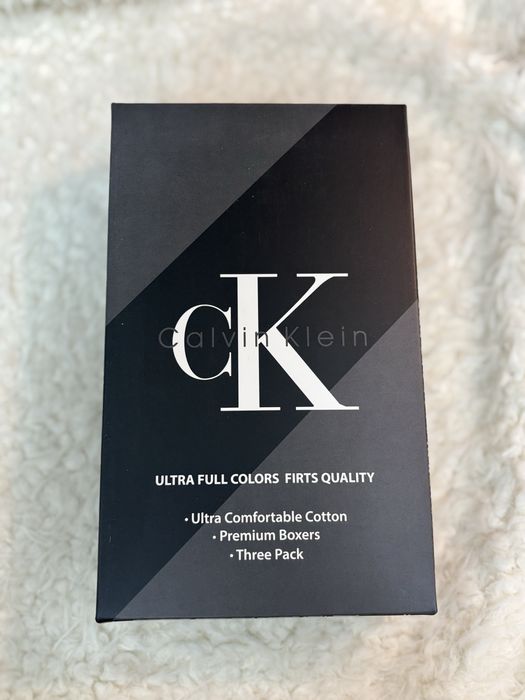 CK
Calvin Klein
ULTRA FULL COLORS FIRTS QUALITY
• Ultra Comfortable Cotton
• Premium Boxers
• Three Pack